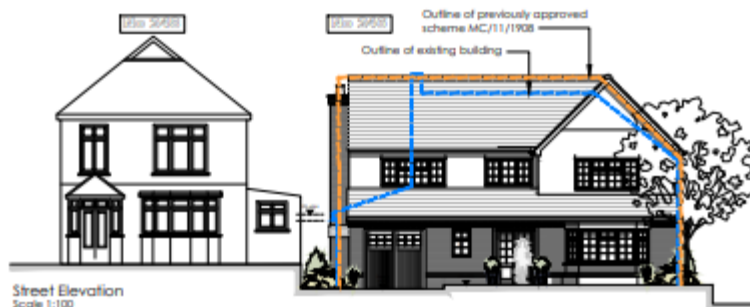 Outline of previously approved
scheme MC/11/1908
Outline of existing building
Street Elevation
Scale 1:100